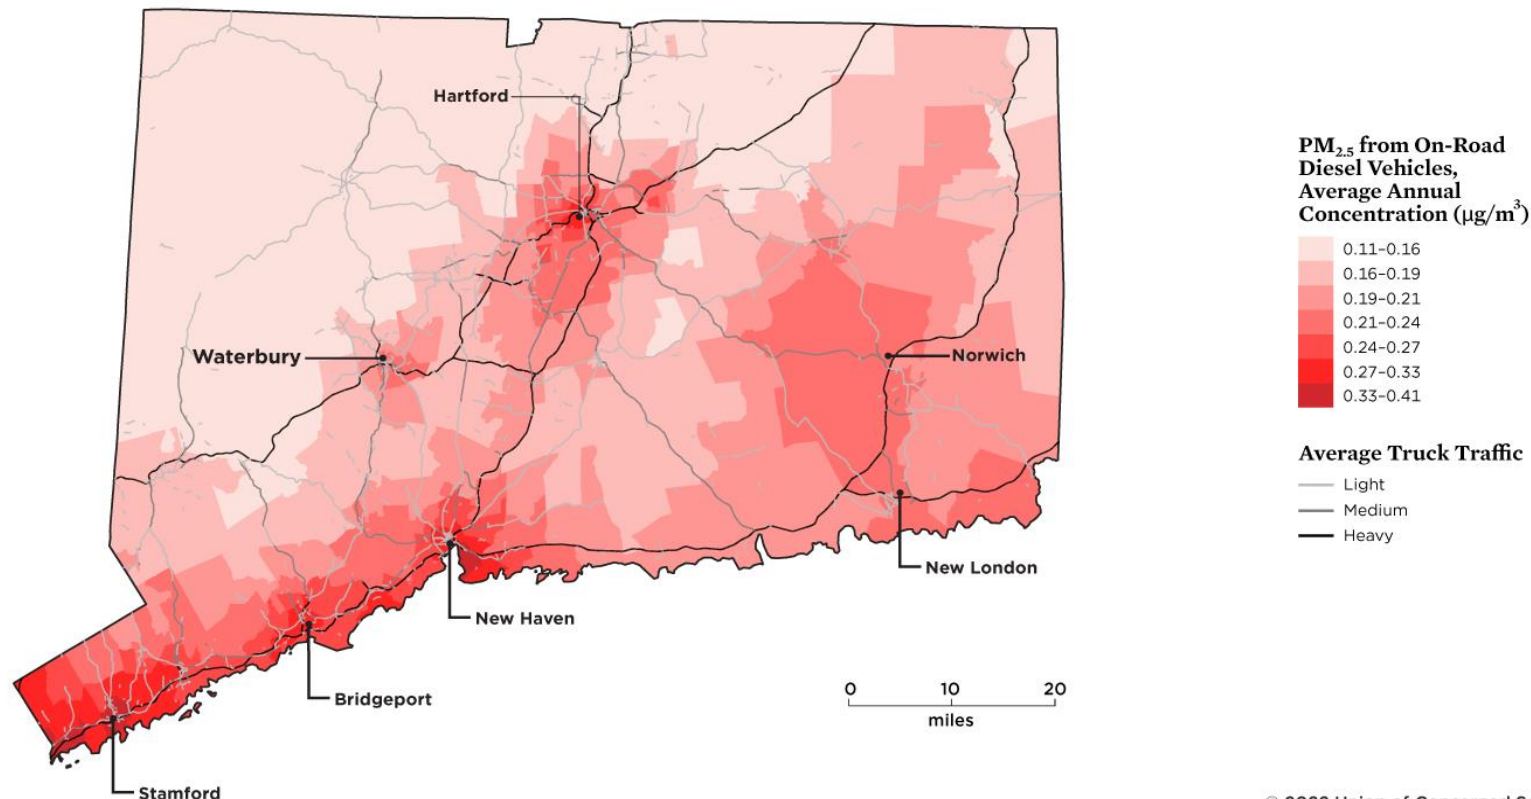 Hartford
Waterbury
Norwich
New London
New Haven
Bridgeport
Stamford
0 10 20
miles
PM2.5 from On-Road
Diesel Vehicles,
Average Annual
Concentration (µg/m³)
0.11–0.16
0.16–0.19
0.19–0.21
0.21–0.24
0.24–0.27
0.27–0.33
0.33–0.41
Average Truck Traffic
Light
Medium
Heavy